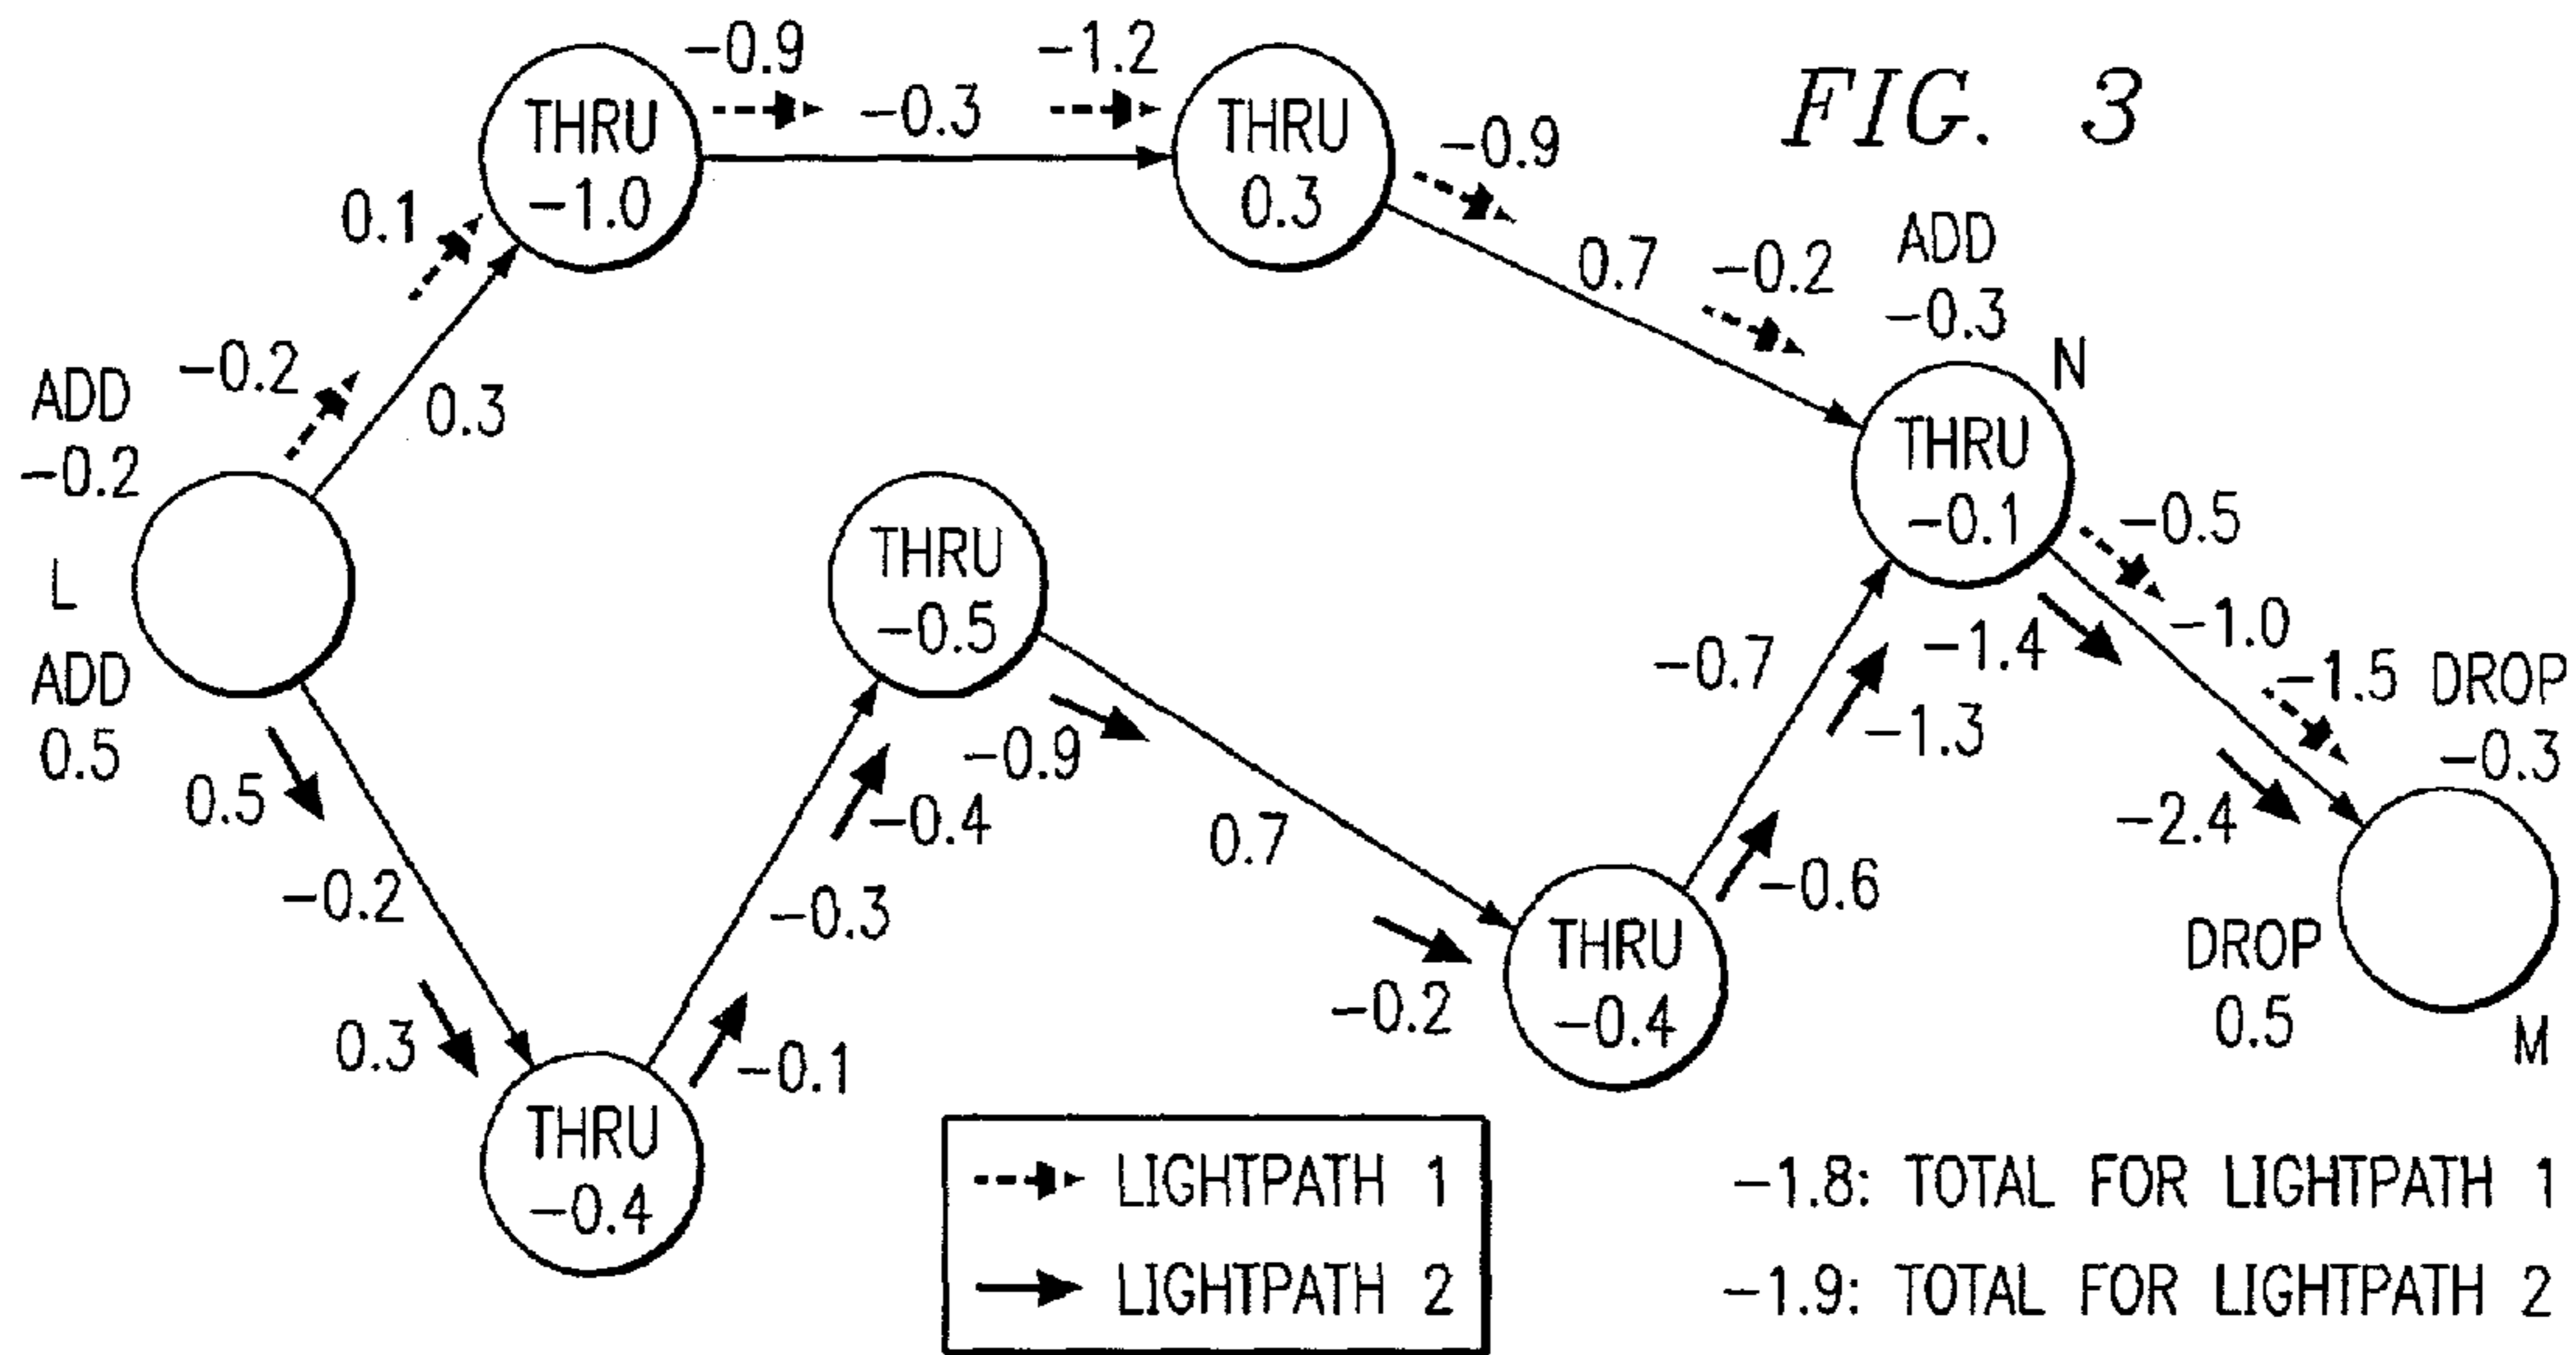 FIG. 3
-0.9
-1.2
THRU
-1.0
-0.3
THRU
0.3
-0.9
0.1
0.7
-0.2
ADD
-0.3
N
ADD
-0.2
-0.2
0.3
THRU
-0.1
-0.5
L
THRU
-0.5
-0.7
-1.4
-1.0
ADD
0.5
0.5
-0.9
-1.3
-1.5
DROP
-0.3
-0.2
-0.4
0.7
-0.6
-2.4
-0.3
0.3
-0.1
-0.2
THRU
-0.4
DROP
0.5
M
THRU
-0.4
LIGHTPATH 1
LIGHTPATH 2
-1.8: TOTAL FOR LIGHTPATH 1
-1.9: TOTAL FOR LIGHTPATH 2